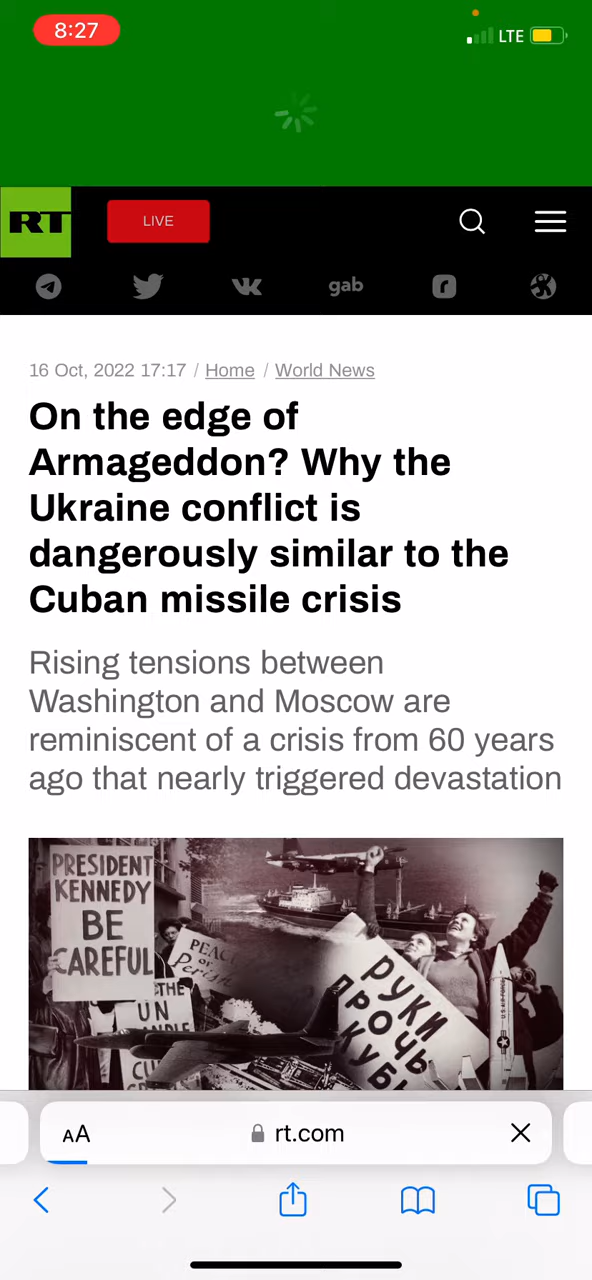 8:27
LTE
RT
LIVE
gab
16 Oct, 2022 17:17 / Home / World News
On the edge of
Armageddon? Why the
Ukraine conflict is
dangerously similar to the
Cuban missile crisis
Rising tensions between
Washington and Moscow are
reminiscent of a crisis from 60 years
ago that nearly triggered devastation
PRESIDENT
KENNEDY
BE
CAREFUL
PEACE
or
Perish
THE
UN
РУКИ
ПРОЧЬ
КУБЫ
AA
rt.com